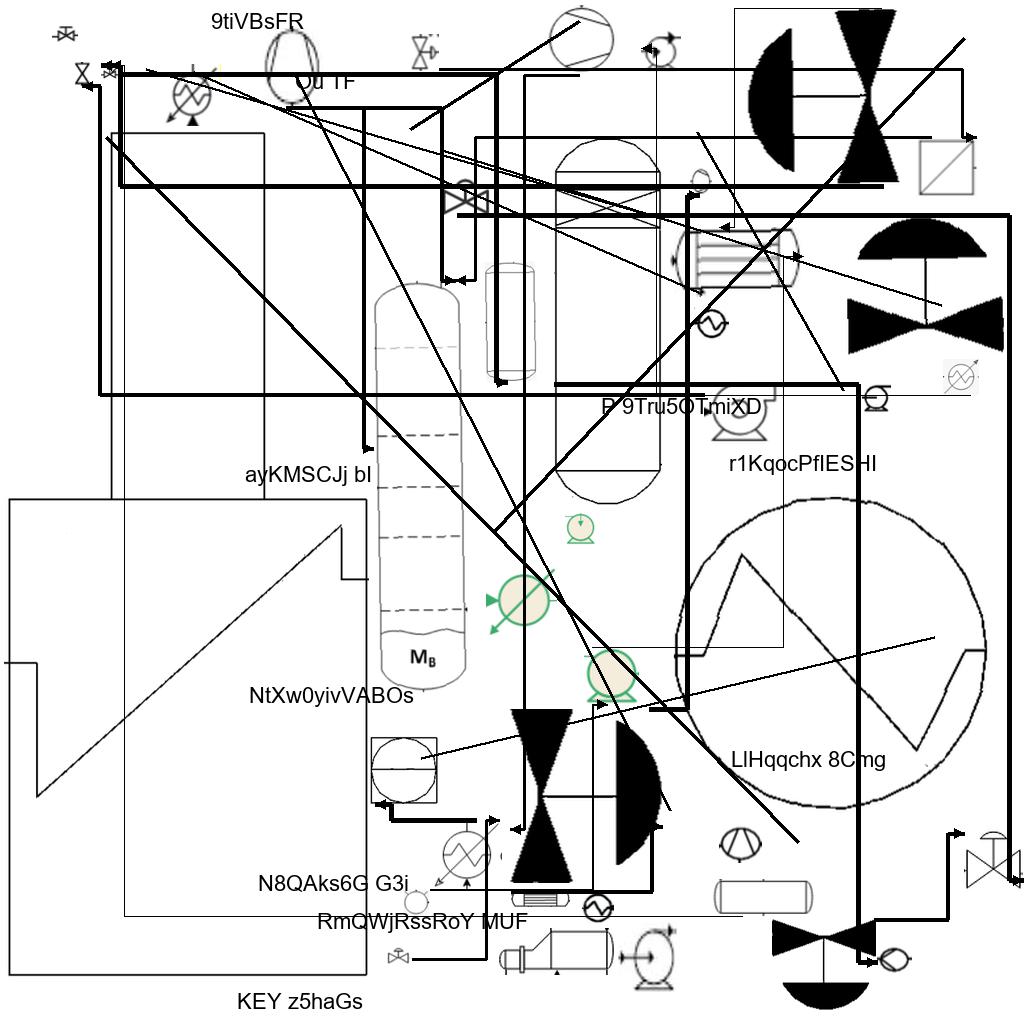 9tiVBsFR
Ou TF
P 9Tru5OTmiXD
r1KqocPfIESHI
ayKMSCJj bI
M_B
NtXw0yivVABOs
LIHqqchx 8Cmg
N8QAks6G G3i
RmQWjRssRoY MUF
KEY z5haGs